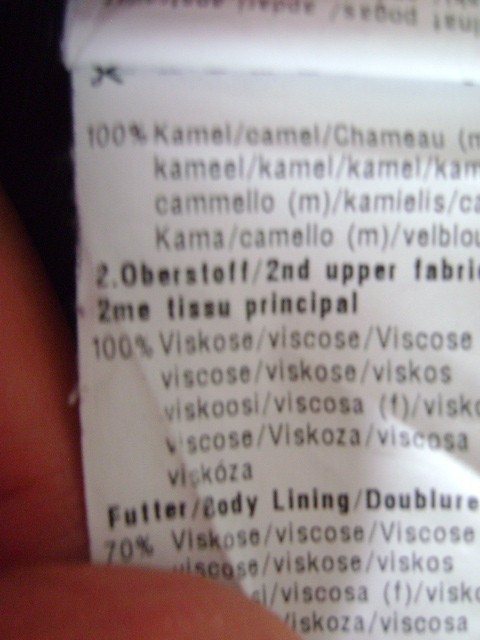 100% Kamel/camel/Chameau (m
kameel/kamel/kamel/kam
cammello (m)/kamielis/ca
Kama/camello (m)/velblou
2.Oberstoff/2nd upper fabric
2me tissu principal
100% Viskose/viscose/Viscose
viscose/viskose/viskos
viskoosi/viscosa (f)/visko
viscose/Viskoza/viscosa
viskóza
Futter/Body Lining/Doublure
70% Viskose/viscose/Viscose
viscose/viskose/viskos
si/viscosa (f)/visko
/iskoza/viscosa